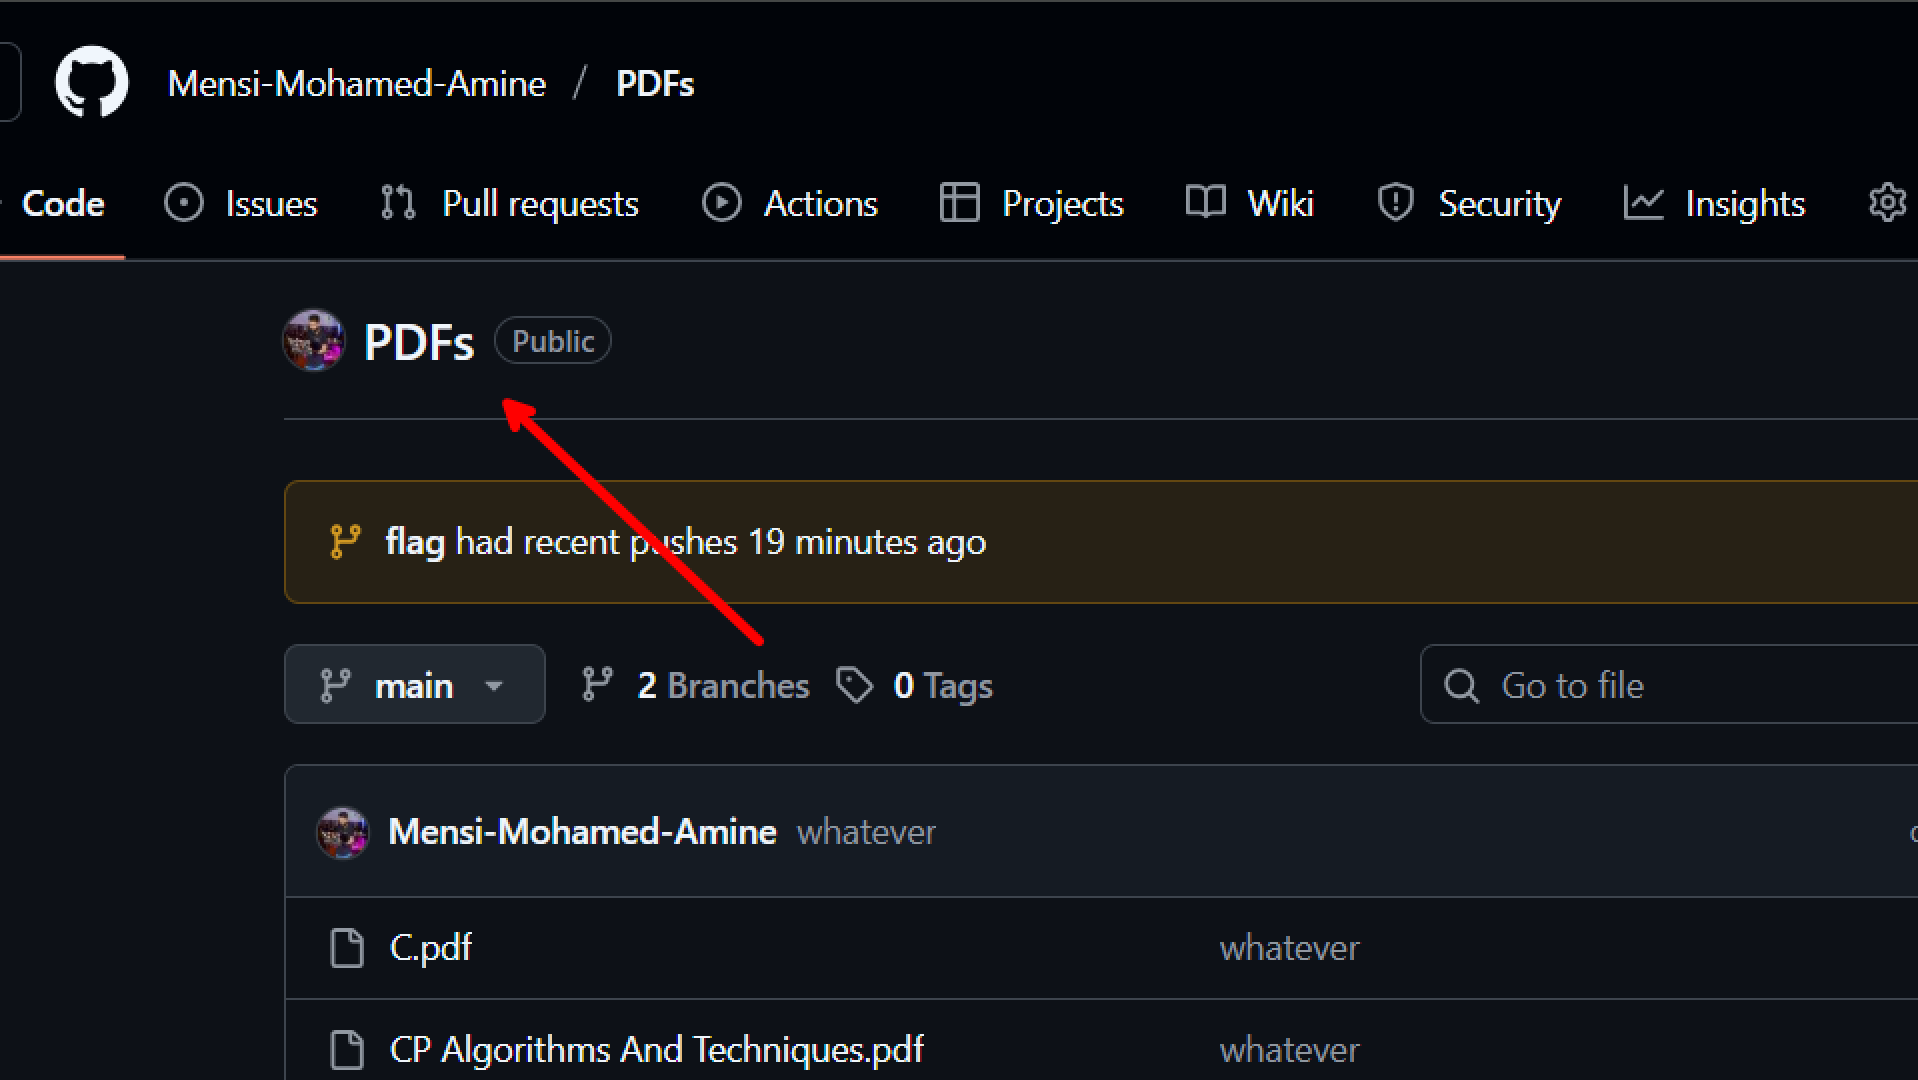 Mensi-Mohamed-Amine / PDFs
Code Issues Pull requests Actions Projects Wiki Security Insights
PDFs Public
flag had recent pushes 19 minutes ago
main 2 Branches 0 Tags Go to file
Mensi-Mohamed-Amine whatever
C.pdf whatever
CP Algorithms And Techniques.pdf whatever